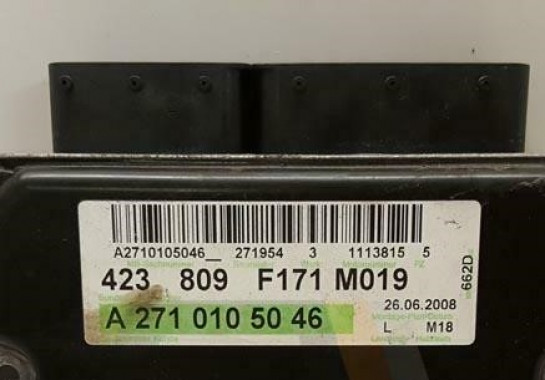 A2710105046__ 271954 3 1113815 5
423 809 F171 M019
662D
A 271 010 50 46
26.06.2008
L M18